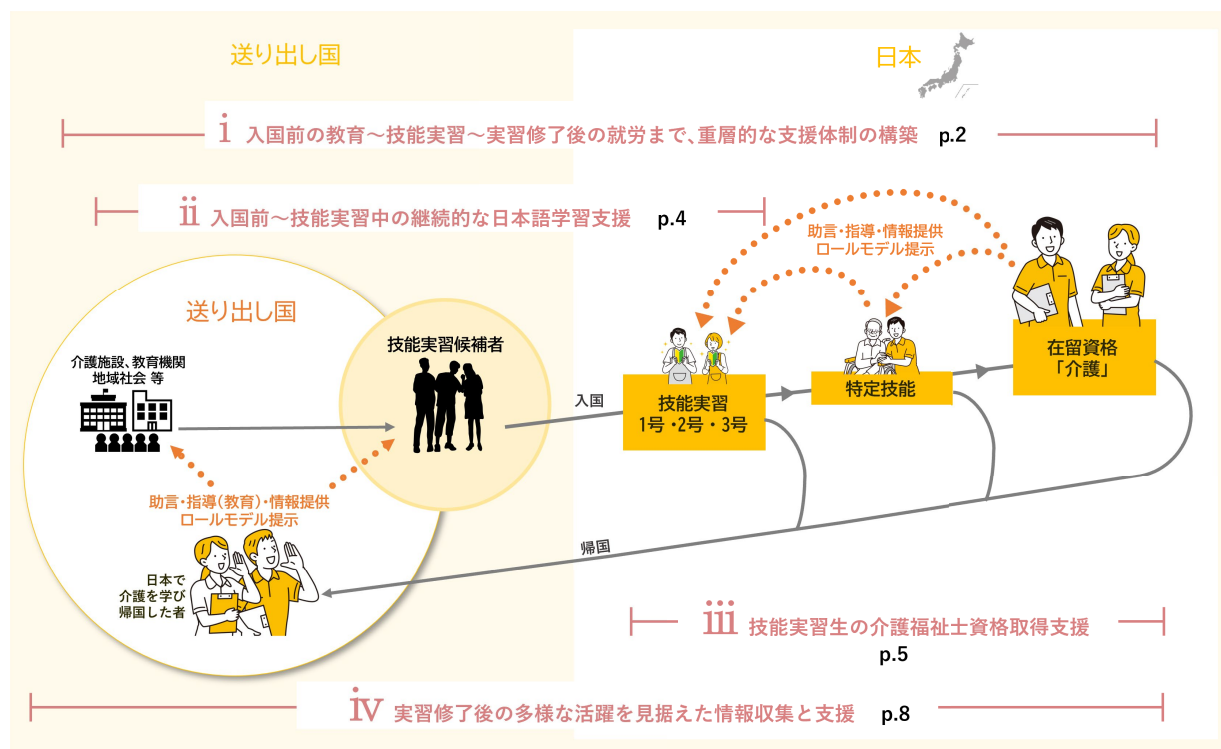 送り出し国
日本
i 入国前の教育～技能実習～実習修了後の就労まで、重層的な支援体制の構築 p.2
ii 入国前～技能実習中の継続的な日本語学習支援 p.4
助言・指導・情報提供
ロールモデル提示
送り出し国
技能実習候補者
介護施設、教育機関
地域社会 等
入国
技能実習
1号・2号・3号
特定技能
在留資格
「介護」
助言・指導(教育)・情報提供
ロールモデル提示
日本で
介護を学び
帰国した者
帰国
iii 技能実習生の介護福祉士資格取得支援
p.5
iv 実習修了後の多様な活躍を見据えた情報収集と支援 p.8